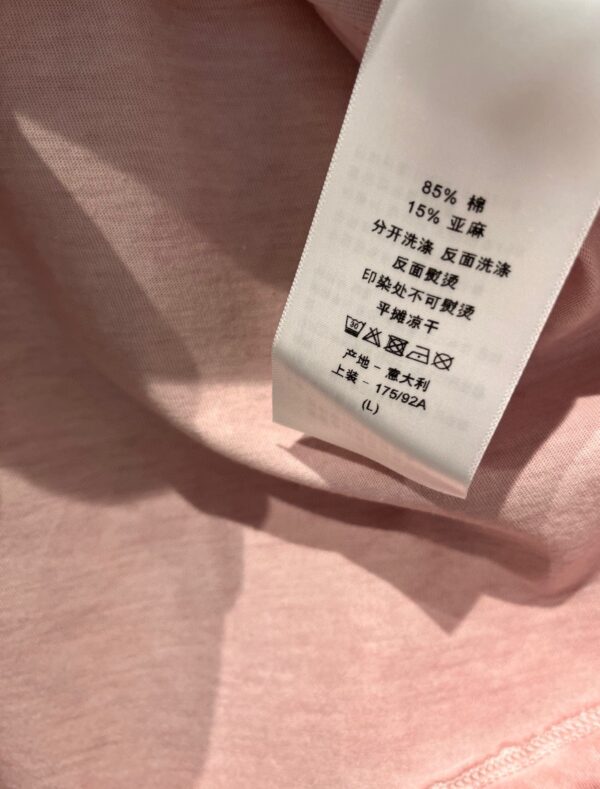 85% 棉
15% 亚麻
分开洗涤 反面洗涤
反面熨烫
印染处不可熨烫
平摊凉干
30
产地 - 意大利
上装 - 175/92A
(L)